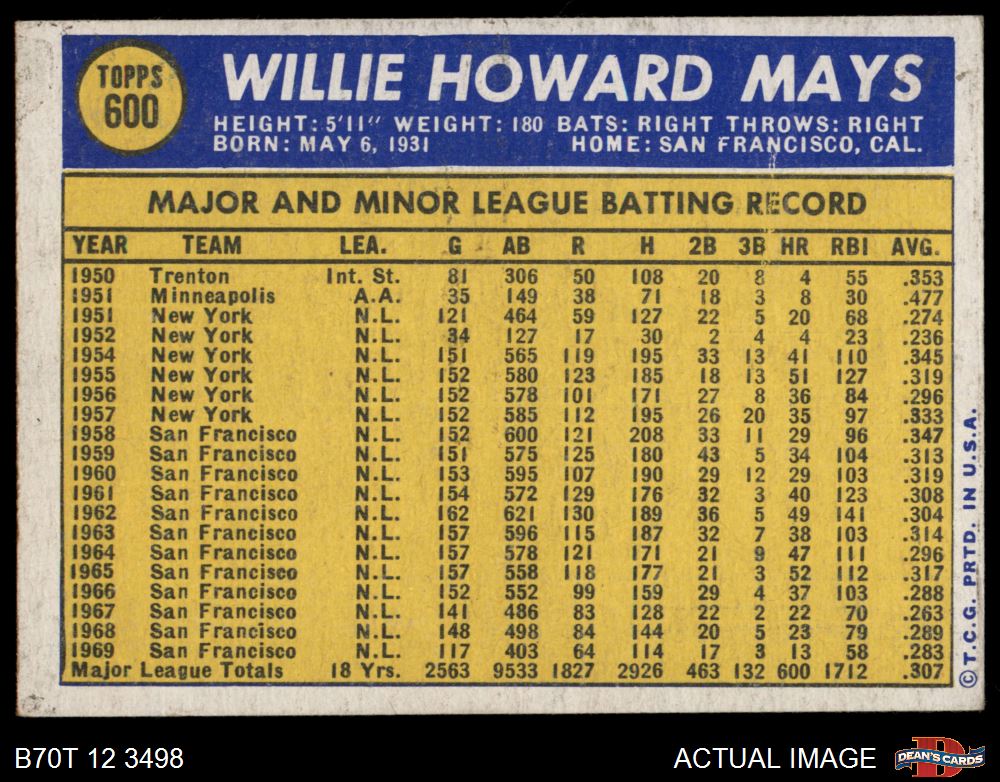 TOPPS
600
WILLIE HOWARD MAYS
HEIGHT: 5'11" WEIGHT: 180 BATS: RIGHT THROWS: RIGHT
BORN: MAY 6, 1931 HOME: SAN FRANCISCO, CAL.
MAJOR AND MINOR LEAGUE BATTING RECORD
YEAR TEAM LEA. G AB R H 2B 3B HR RBI AVG.
1950 Trenton Int. St. 81 306 50 108 20 8 4 55 .353
1951 Minneapolis A.A. 35 149 38 71 18 3 8 30 .477
1951 New York N.L. 121 464 59 127 22 5 20 68 .274
1952 New York N.L. 34 127 17 30 2 4 4 23 .236
1954 New York N.L. 151 565 119 195 33 13 41 110 .345
1955 New York N.L. 152 580 123 185 18 13 51 127 .319
1956 New York N.L. 152 578 101 171 27 8 36 84 .296
1957 New York N.L. 152 585 112 195 26 20 35 97 .333
1958 San Francisco N.L. 152 600 121 208 33 11 29 96 .347
1959 San Francisco N.L. 151 575 125 180 43 5 34 104 .313
1960 San Francisco N.L. 153 595 107 190 29 12 29 103 .319
1961 San Francisco N.L. 154 572 129 176 32 3 40 123 .308
1962 San Francisco N.L. 162 621 130 189 36 5 49 141 .304
1963 San Francisco N.L. 157 596 115 187 32 7 38 103 .314
1964 San Francisco N.L. 157 578 121 171 21 9 47 111 .296
1965 San Francisco N.L. 157 558 118 177 21 3 52 112 .317
1966 San Francisco N.L. 152 552 99 159 29 4 37 103 .288
1967 San Francisco N.L. 141 486 83 128 22 2 22 70 .263
1968 San Francisco N.L. 148 498 84 144 20 5 23 79 .289
1969 San Francisco N.L. 117 403 64 114 17 3 13 58 .283
Major League Totals 18 Yrs. 2563 9533 1827 2926 463 132 600 1712 .307
©T.C.G. PRTD. IN U.S.A.
B70T 12 3498
ACTUAL IMAGE
D
DEAN'S CARDS